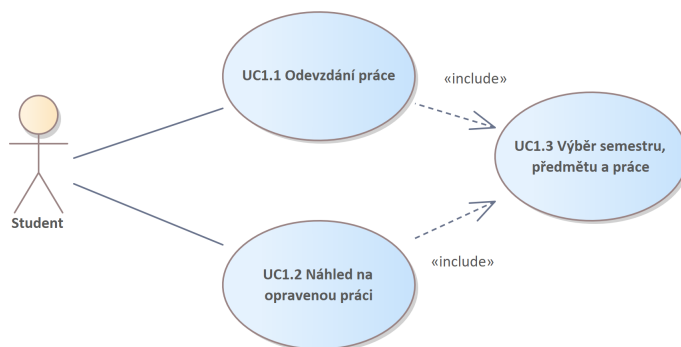 UC1.1 Odevzdání práce
«include»
UC1.3 Výběr semestru,
předmětu a práce
Student
«include»
UC1.2 Náhled na
opravenou práci